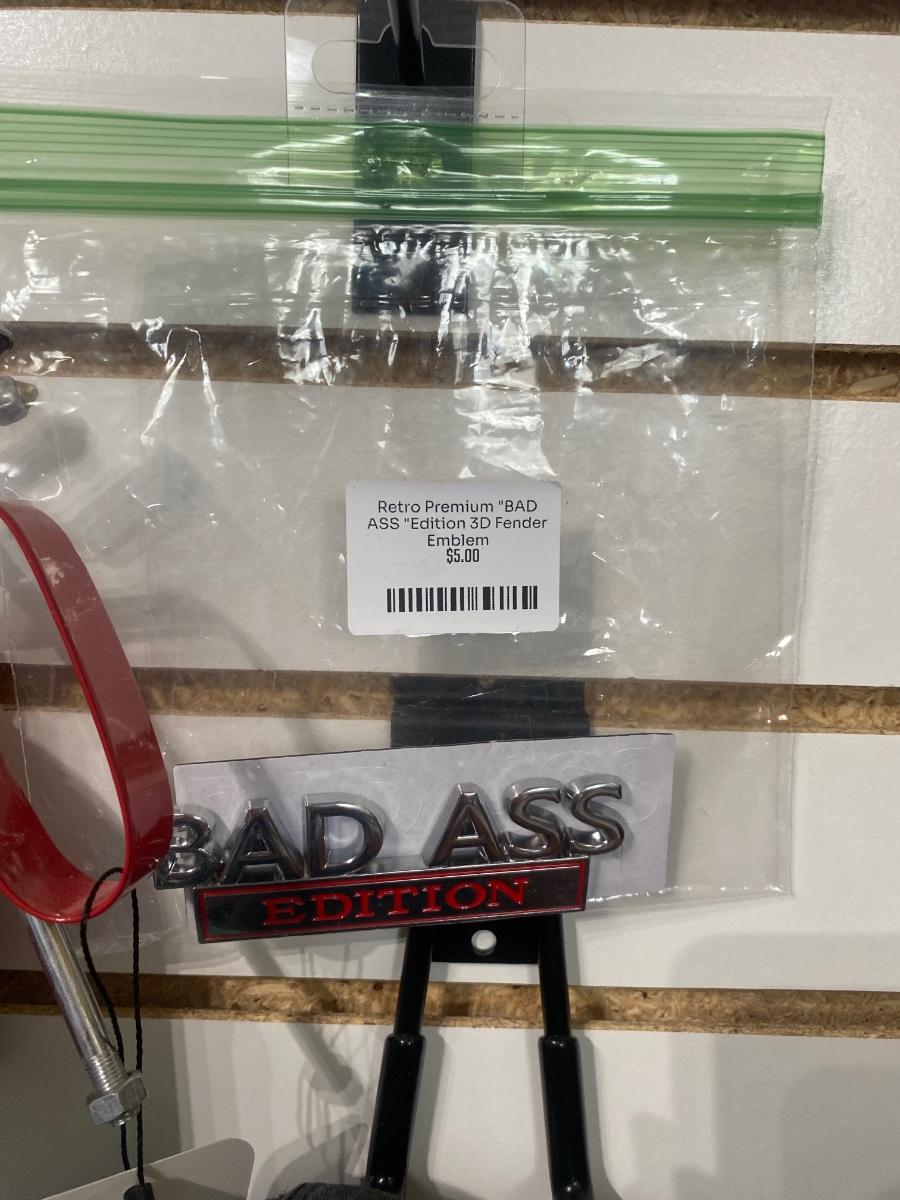 Retro Premium "BAD
ASS "Edition 3D Fender
Emblem
$5.00
BAD ASS
EDITION